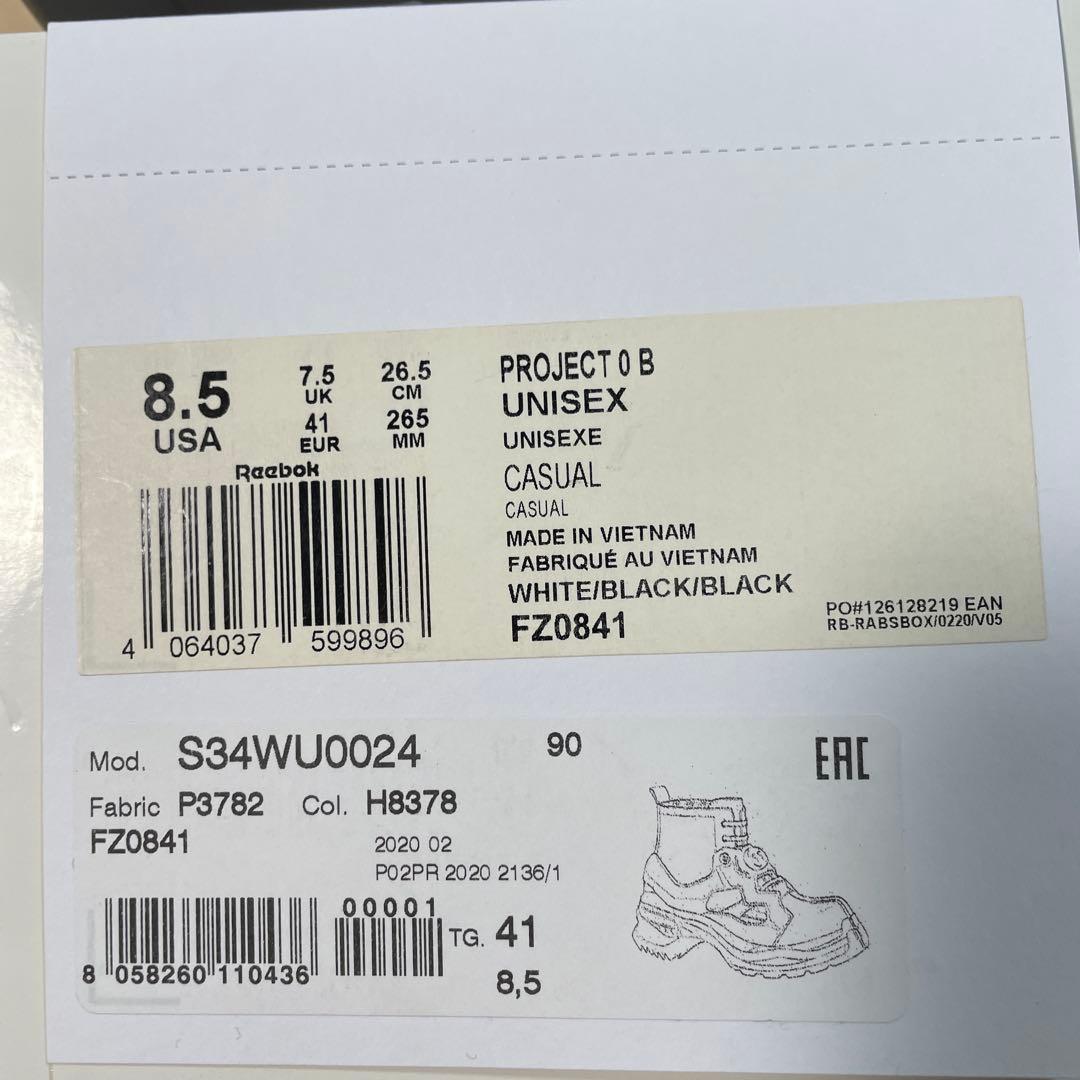 8.5
USA
7.5
UK
41
EUR
26.5
CM
265
MM
Reebok
4 064037 599896
PROJECT 0 B
UNISEX
UNISEXE
CASUAL
CASUAL
MADE IN VIETNAM
FABRIQUÉ AU VIETNAM
WHITE/BLACK/BLACK
FZ0841
PO#126128219 EAN
RB-RABSBOX/0220/V05
Mod. S34WU0024 90
EAC
Fabric P3782 Col. H8378
FZ0841
2020 02
P02PR 2020 2136/1
00001
8 058260 110436
TG. 41
8,5